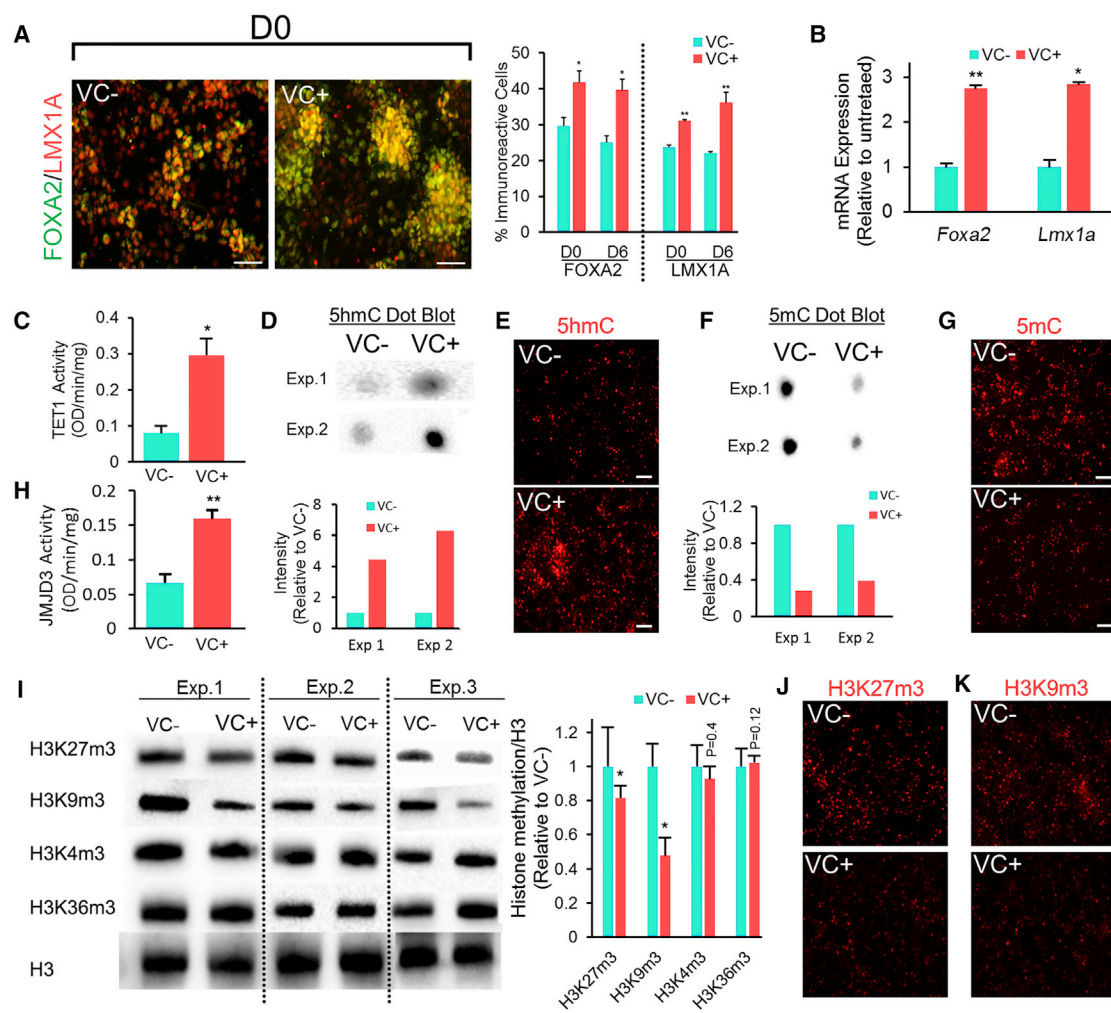 A
D0
VC-
VC+
FOXA2/LMX1A
% Immunoreactive Cells
50
40
30
20
10
0
VC-
VC+
*
*
**
**
D0
D6
D0
D6
FOXA2
LMX1A
B
mRNA Expression
(Relative to untretaed)
3
2
1
0
VC-
VC+
**
*
Foxa2
Lmx1a
C
TET1 Activity
(OD/min/mg)
0.4
0.3
0.2
0.1
0
*
VC-
VC+
D
5hmC Dot Blot
VC-
VC+
Exp.1
Exp.2
Intensity
(Relative to VC-)
8
6
4
2
0
VC-
VC+
Exp 1
Exp 2
E
5hmC
VC-
VC+
F
5mC Dot Blot
VC-
VC+
Exp.1
Exp.2
Intensity
(Relative to VC-)
1.2
0.8
0.4
0
VC-
VC+
Exp 1
Exp 2
G
5mC
VC-
VC+
H
JMJD3 Activity
(OD/min/mg)
0.2
0.15
0.1
0.05
0
**
VC-
VC+
I
Exp.1
Exp.2
Exp.3
VC-
VC+
VC-
VC+
VC-
VC+
H3K27m3
H3K9m3
H3K4m3
H3K36m3
H3
Histone methylation/H3
(Relative to VC-)
1.2
1
0.8
0.6
0.4
0.2
0
VC-
VC+
*
*
P=0.4
P=0.12
H3K27m3
H3K9m3
H3K4m3
H3K36m3
J
H3K27m3
VC-
VC+
K
H3K9m3
VC-
VC+